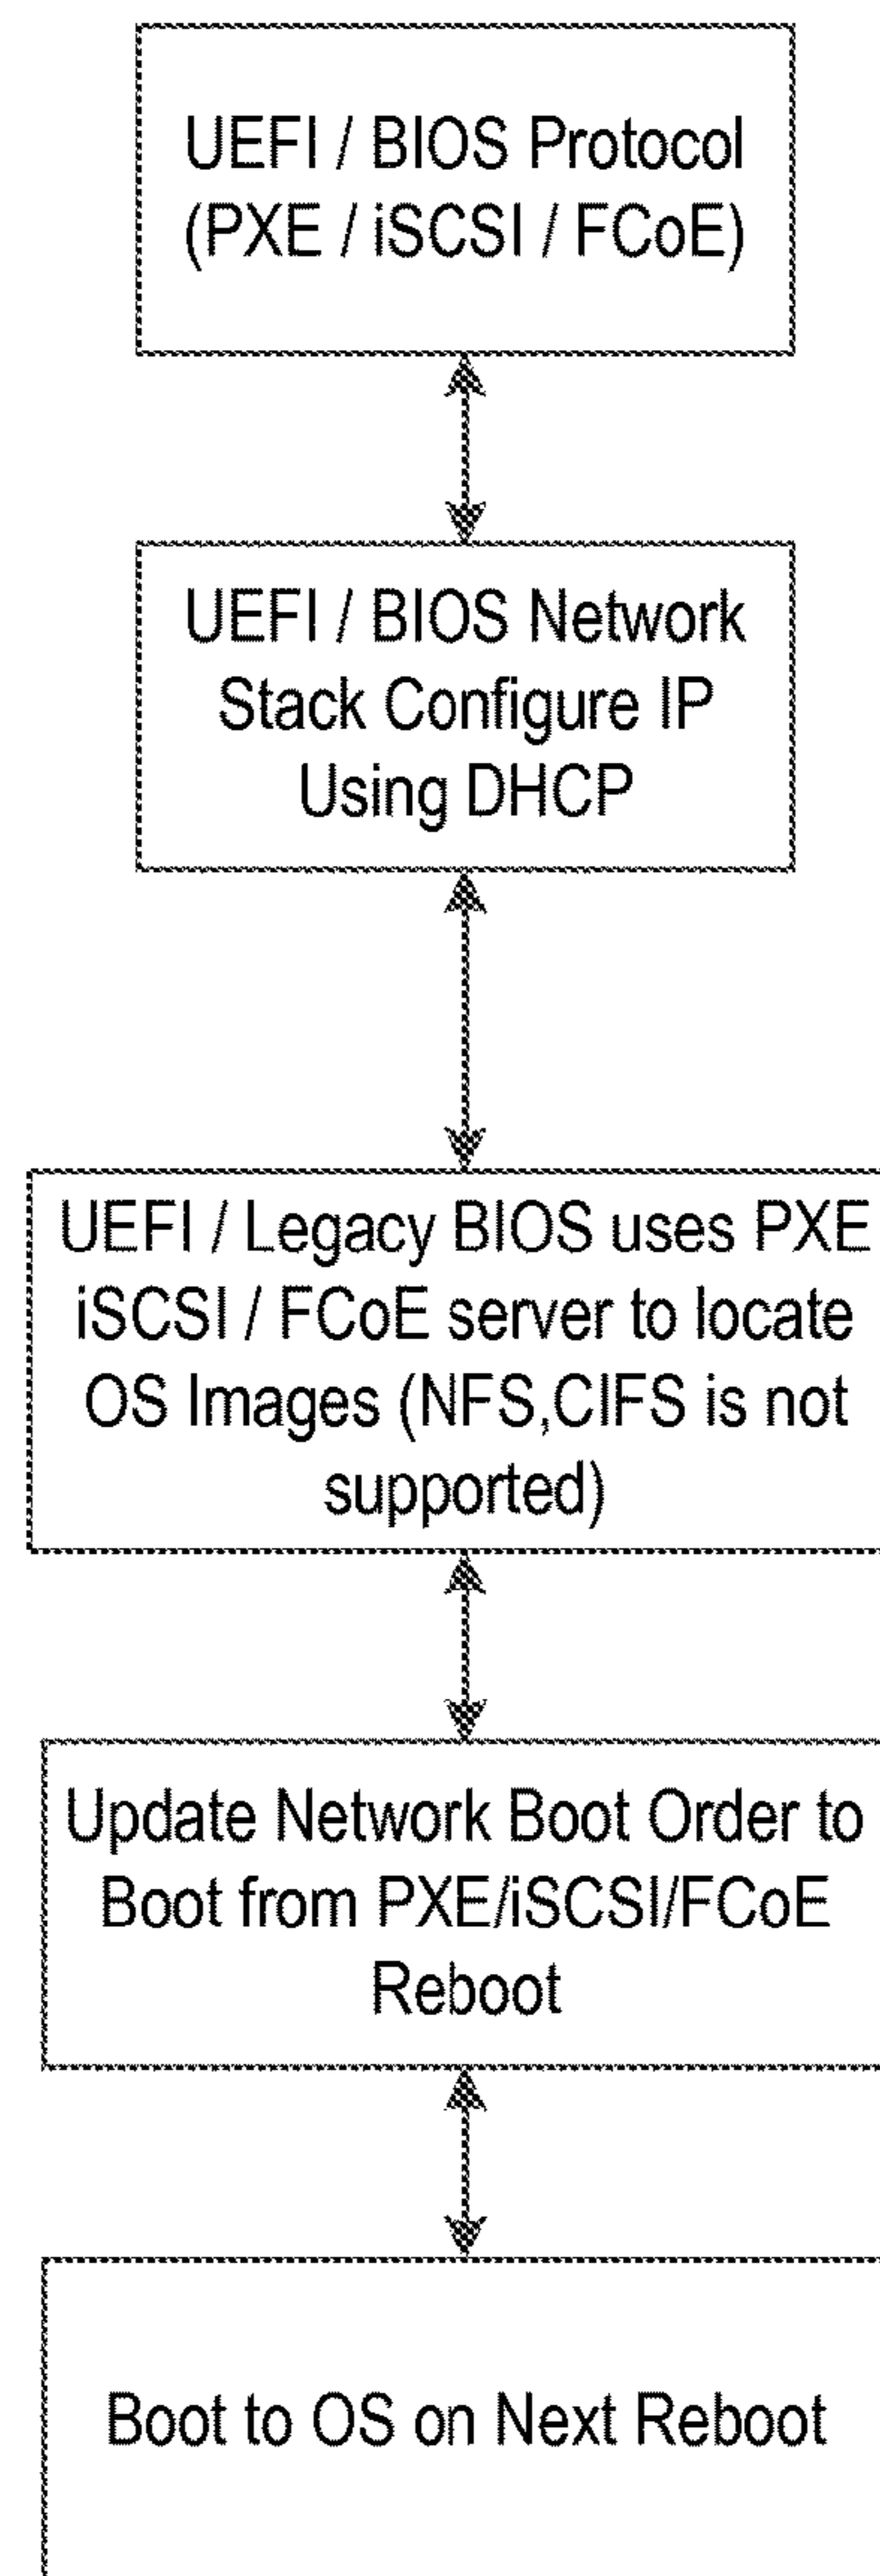 UEFI / BIOS Protocol
(PXE / iSCSI / FCoE)
UEFI / BIOS Network
Stack Configure IP
Using DHCP
UEFI / Legacy BIOS uses PXE
iSCSI / FCoE server to locate
OS Images (NFS,CIFS is not
supported)
Update Network Boot Order to
Boot from PXE/iSCSI/FCoE
Reboot
Boot to OS on Next Reboot